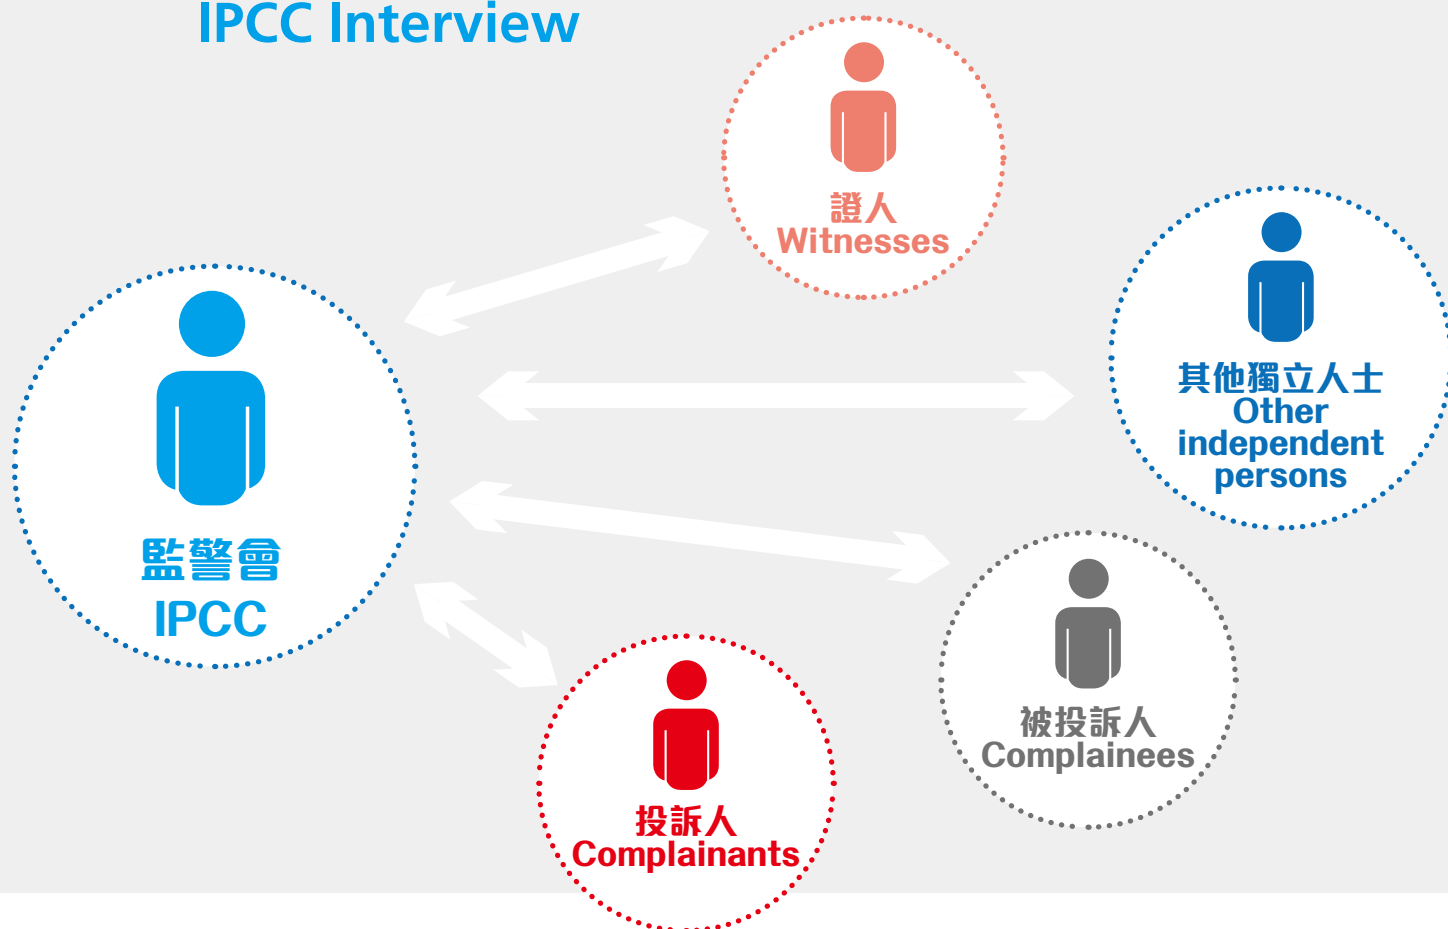 IPCC Interview
證人
Witnesses
其他獨立人士
Other
independent
persons
監警會
IPCC
被投訴人
Complainees
投訴人
Complainants